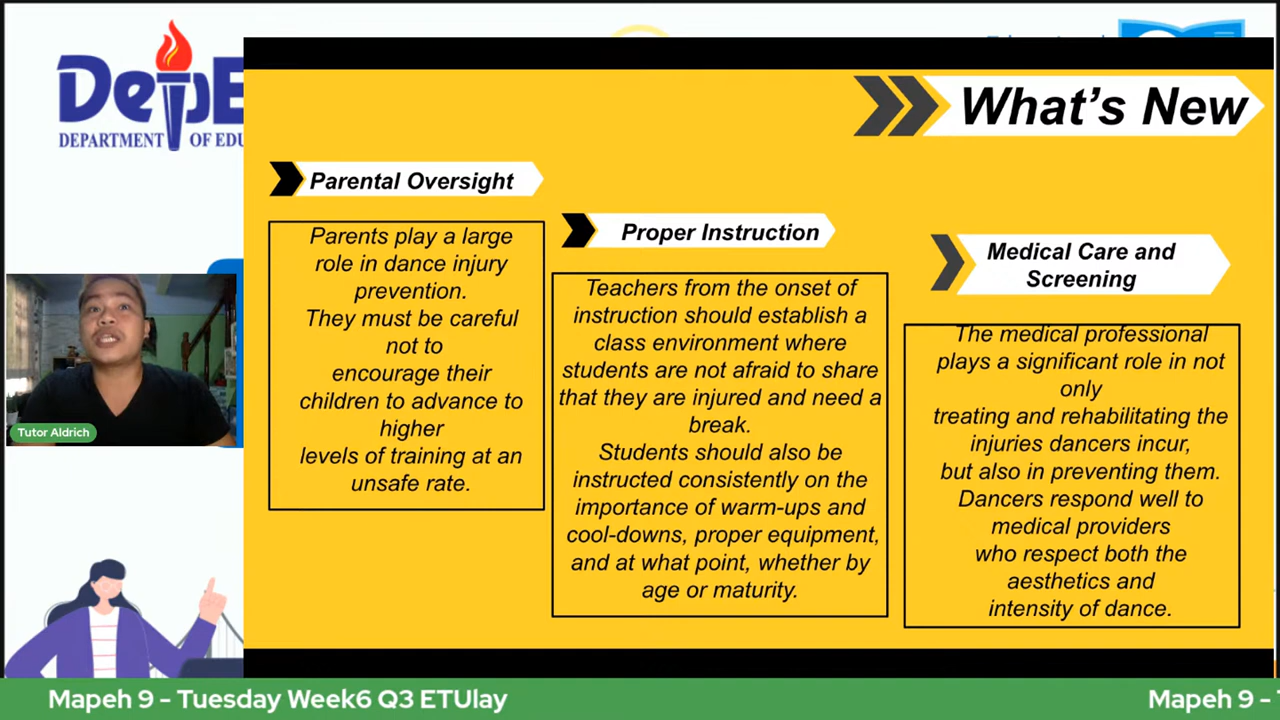 DepE
DEPARTMENT OF EDU
What's New
Parental Oversight
Parents play a large
role in dance injury
prevention.
They must be careful
not to
encourage their
children to advance to
higher
levels of training at an
unsafe rate.
Proper Instruction
Teachers from the onset of
instruction should establish a
class environment where
students are not afraid to share
that they are injured and need a
break.
Students should also be
instructed consistently on the
importance of warm-ups and
cool-downs, proper equipment,
and at what point, whether by
age or maturity.
Medical Care and
Screening
The medical professional
plays a significant role in not
only
treating and rehabilitating the
injuries dancers incur,
but also in preventing them.
Dancers respond well to
medical providers
who respect both the
aesthetics and
intensity of dance.
Tutor Aldrich
Mapeh 9 - Tuesday Week6 Q3 ETUlay
Mapeh 9 -